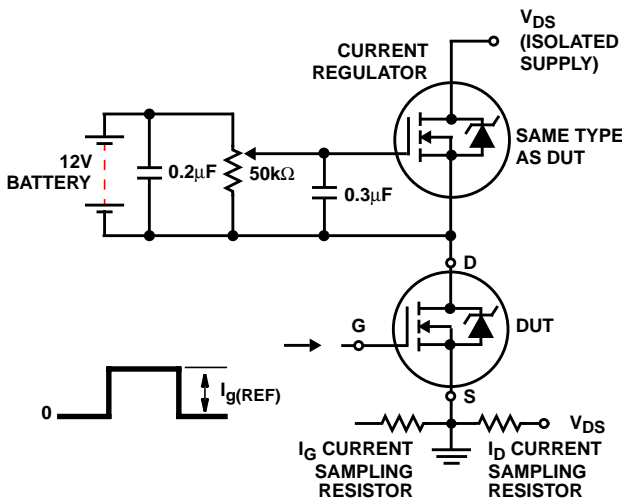 V_DS
(ISOLATED
SUPPLY)
CURRENT
REGULATOR
SAME TYPE
AS DUT
12V
BATTERY
0.2μF
50kΩ
0.3μF
D
DUT
G
I_g(REF)
0
S
V_DS
I_G CURRENT
SAMPLING
RESISTOR
I_D CURRENT
SAMPLING
RESISTOR